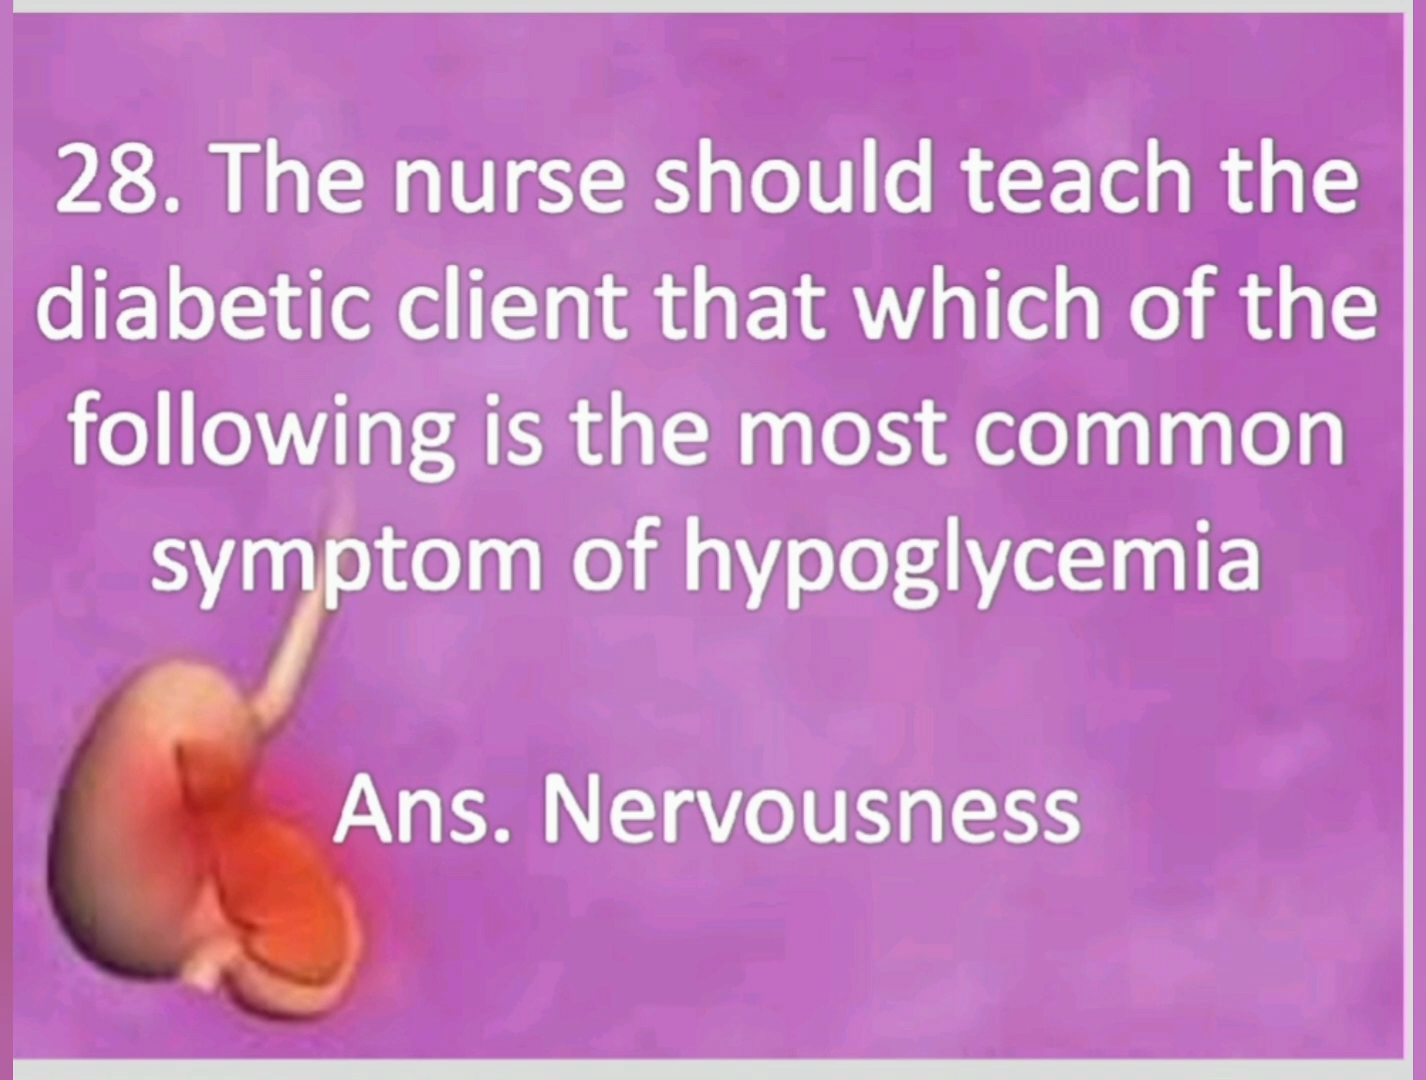 28. The nurse should teach the
diabetic client that which of the
following is the most common
symptom of hypoglycemia
Ans. Nervousness